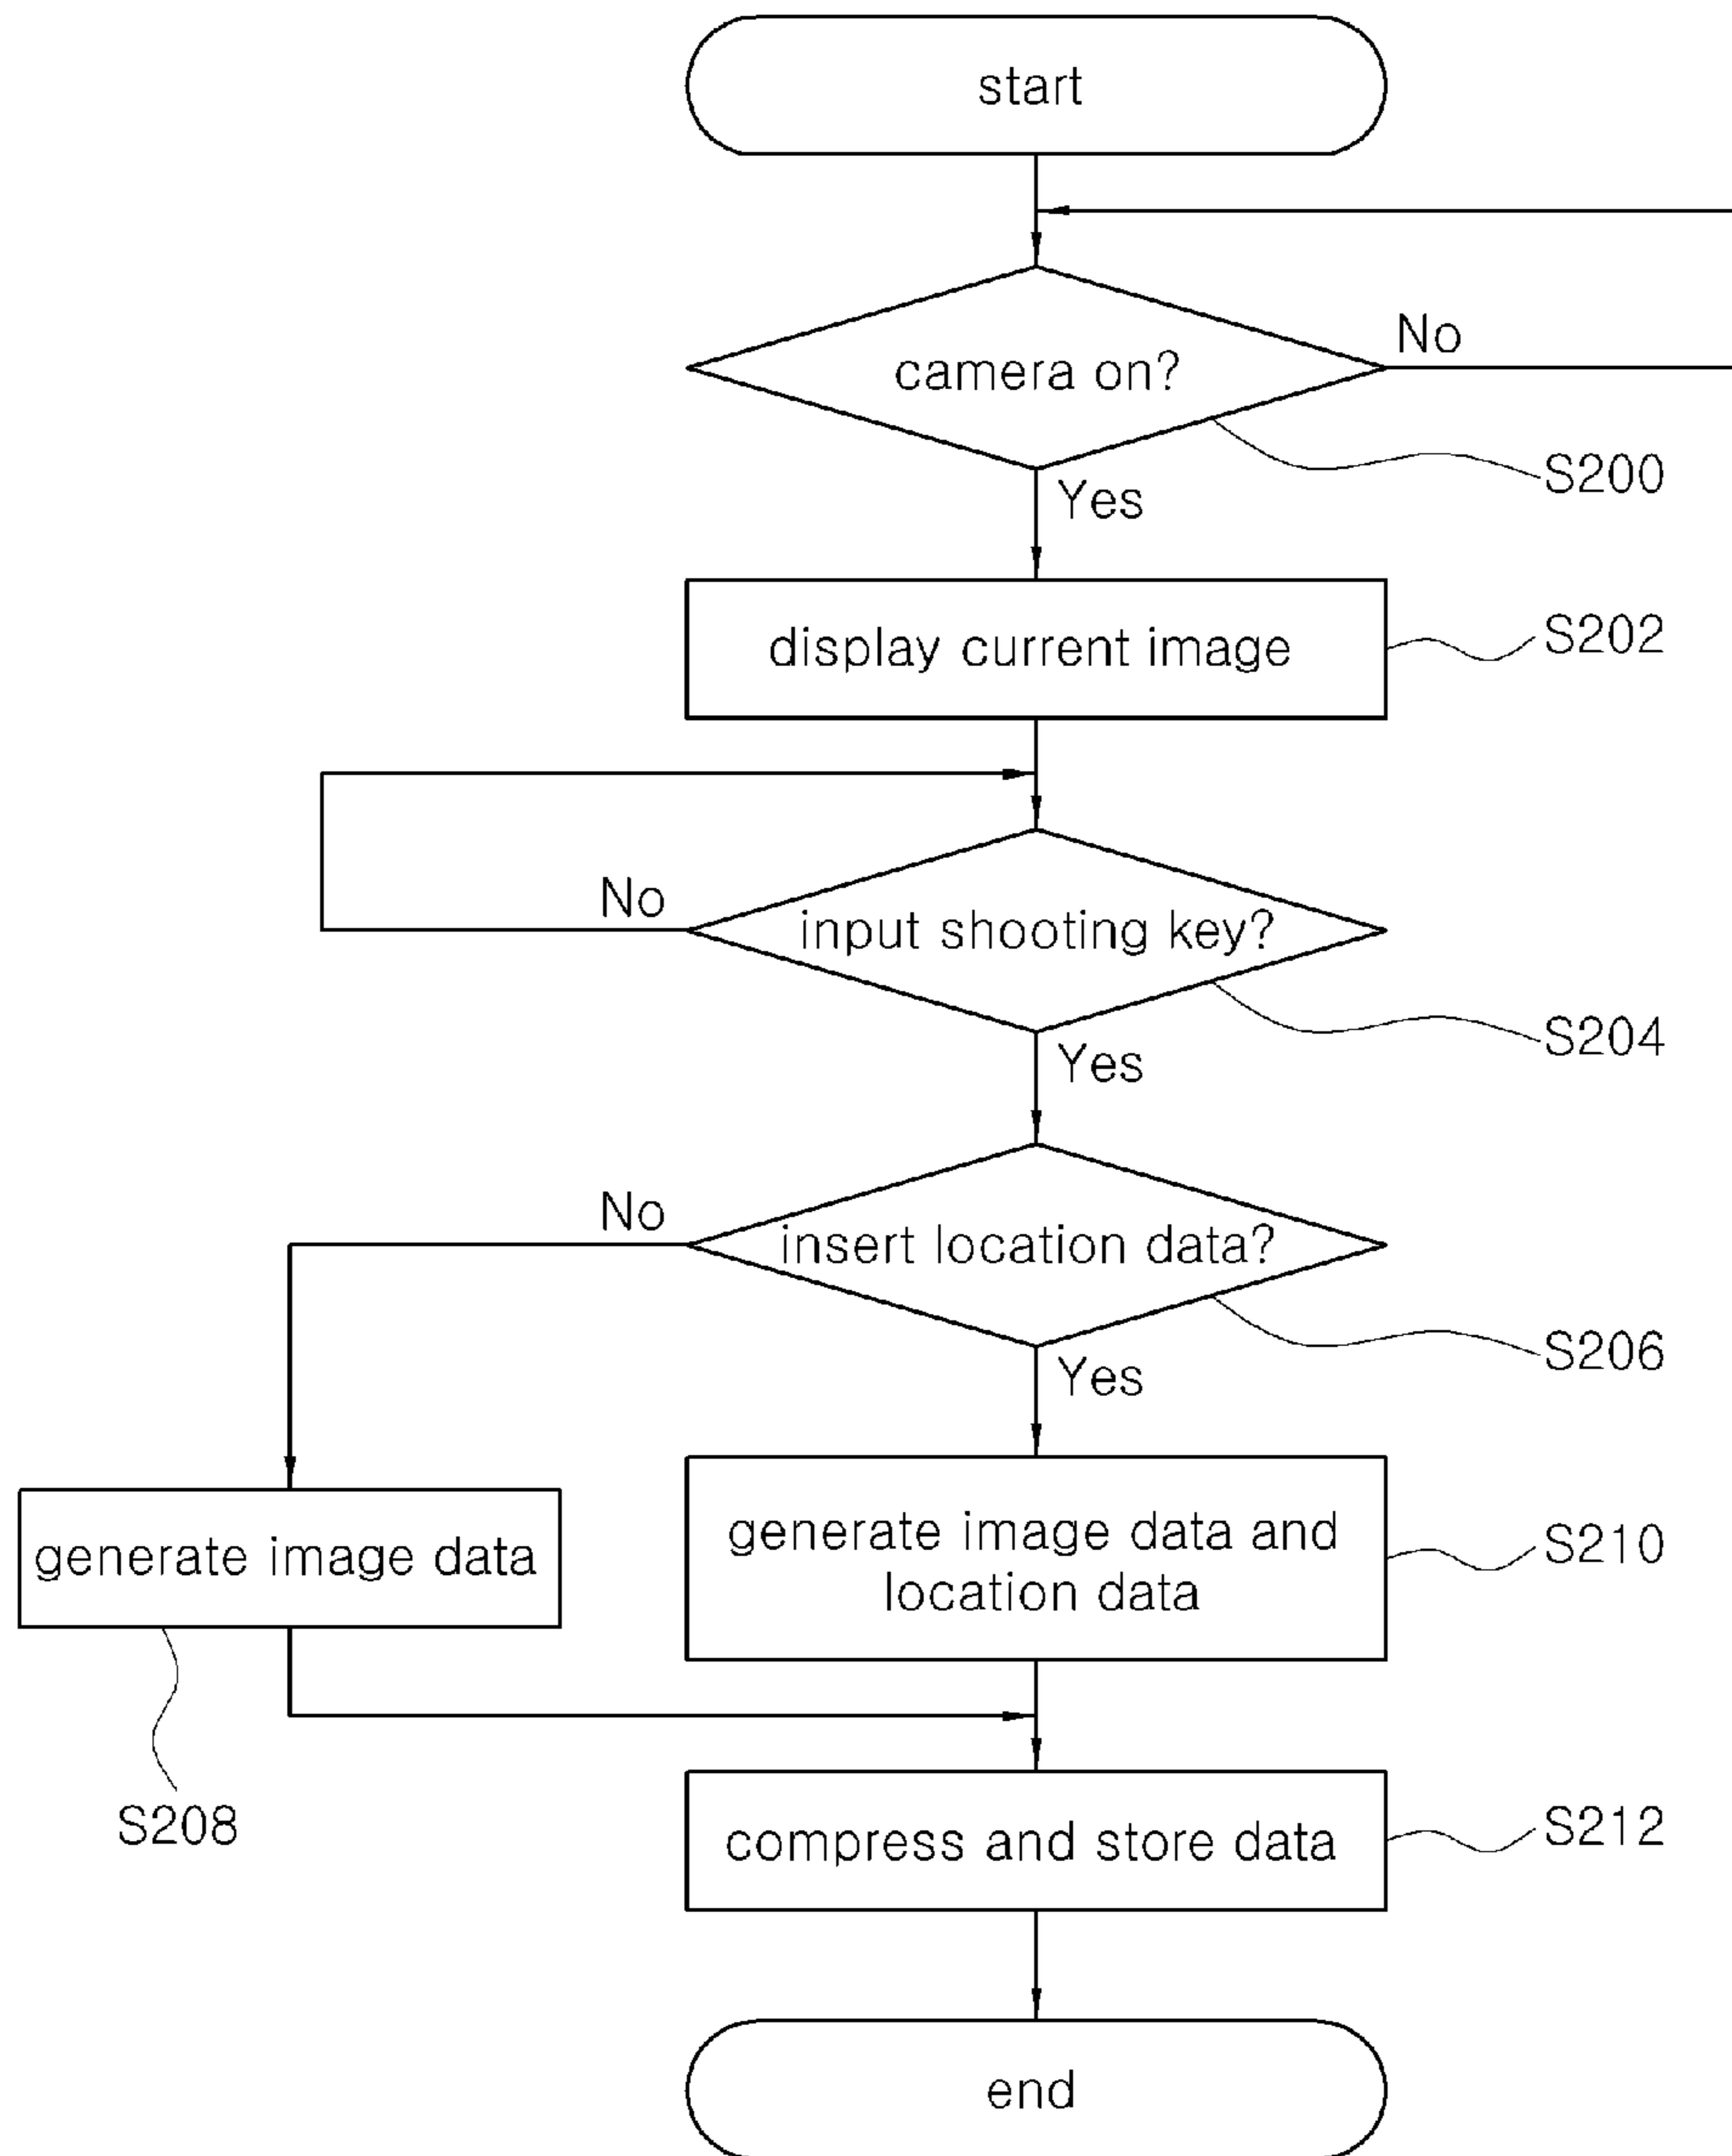 start
camera on?
No
S200
Yes
display current image
S202
No
input shooting key?
S204
Yes
No
insert location data?
S206
Yes
generate image data
generate image data and
location data
S210
S208
compress and store data
S212
end